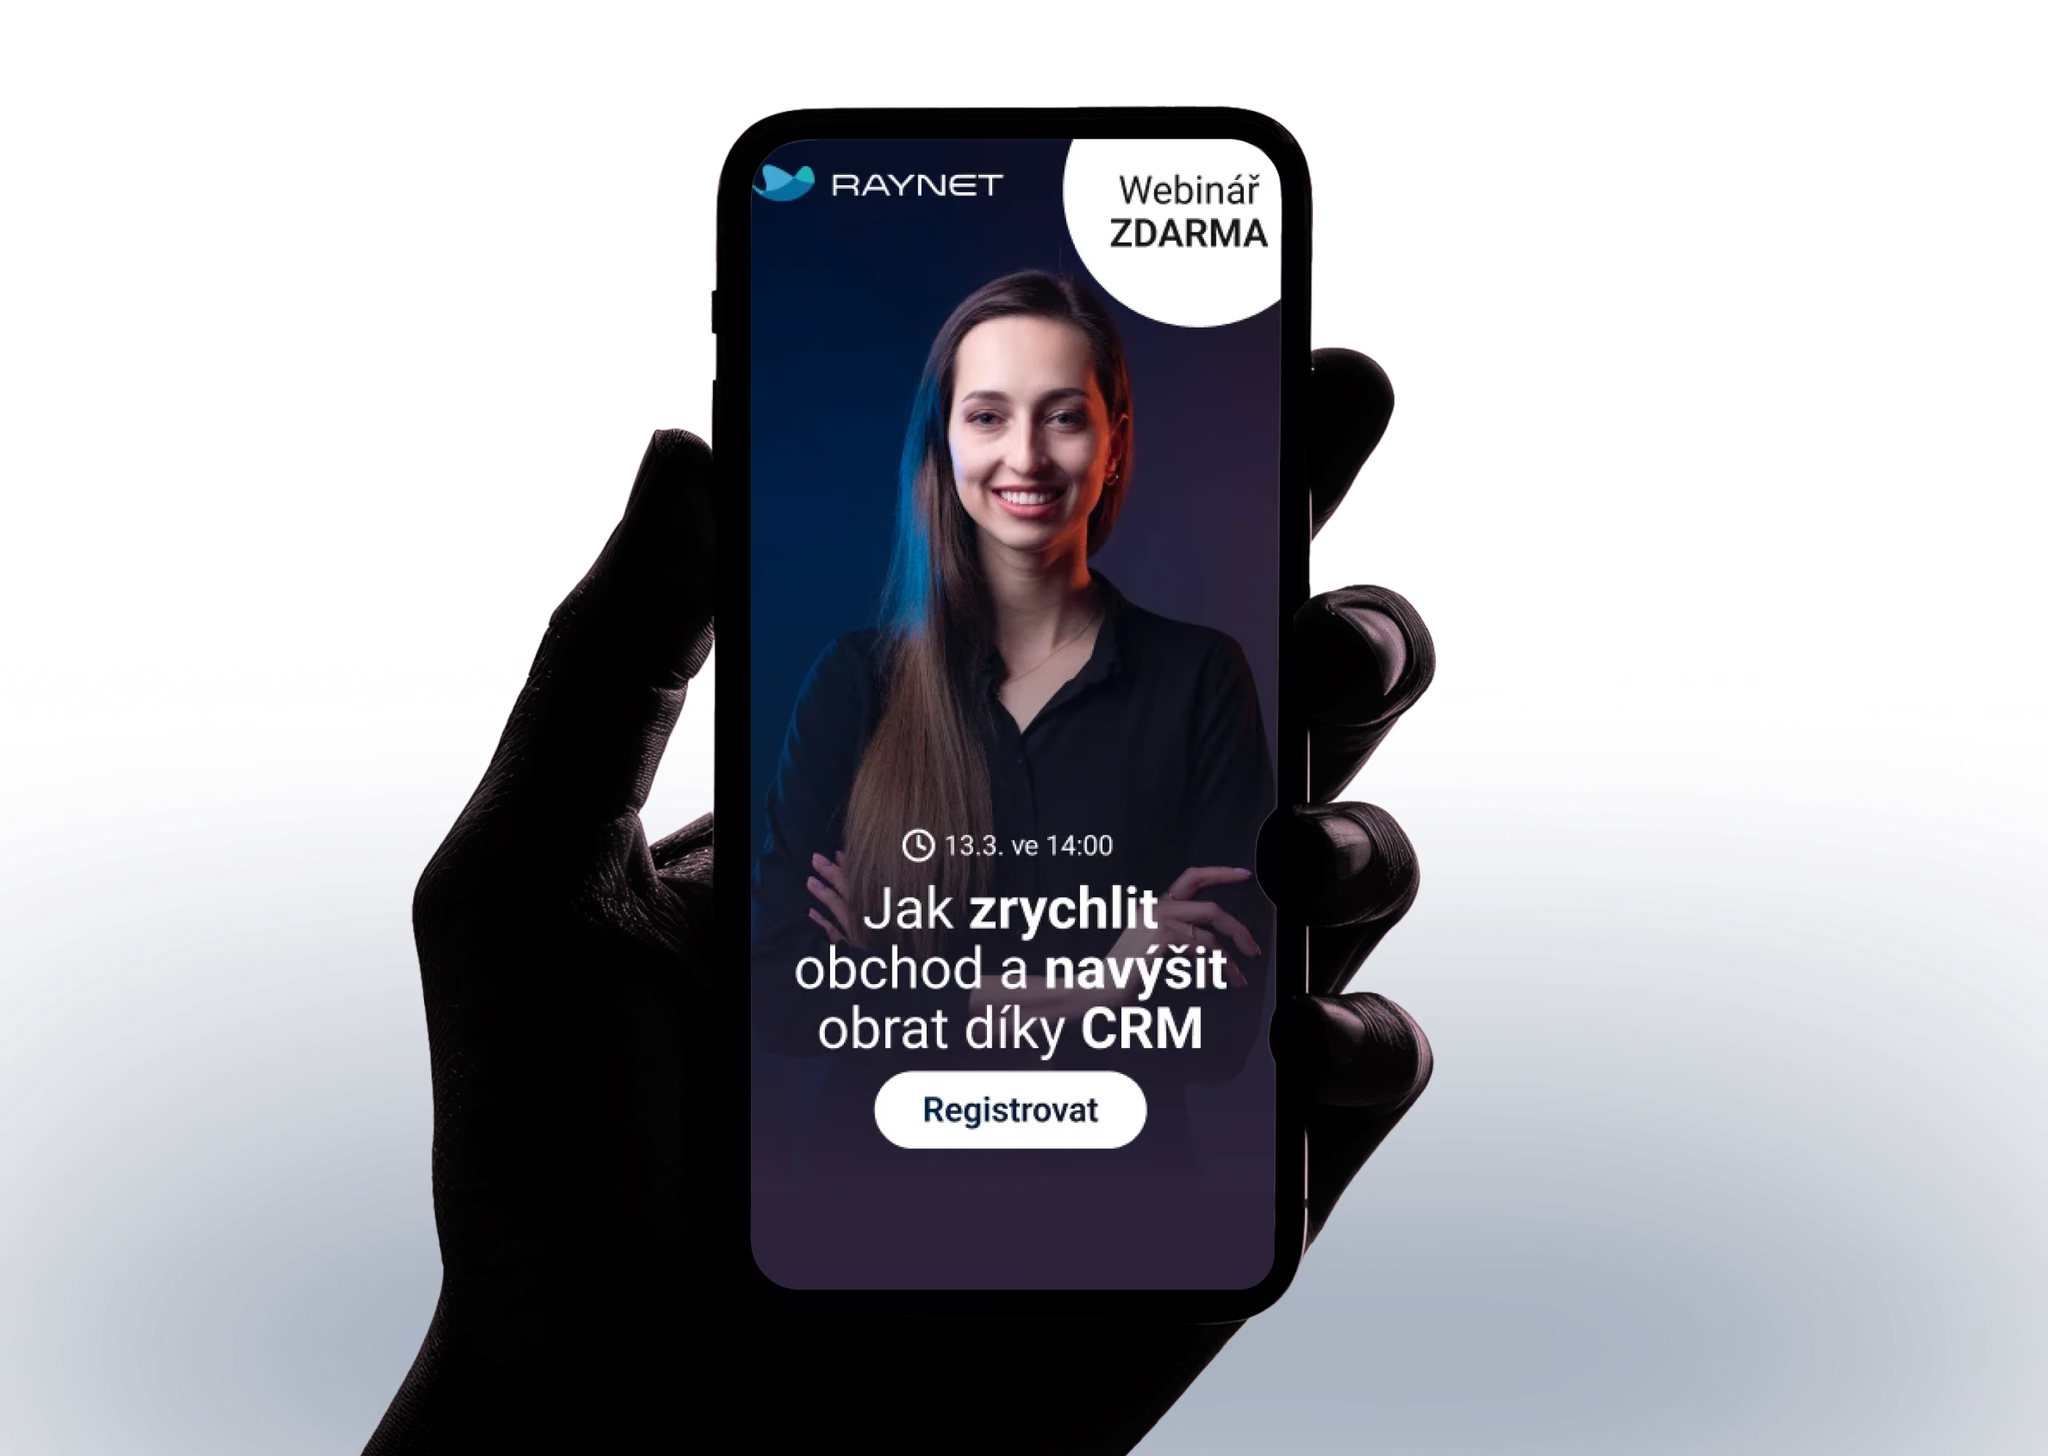 RAYNET
Webinář
ZDARMA
13.3. ve 14:00
Jak zrychlit
obchod a navýšit
obrat díky CRM
Registrovat